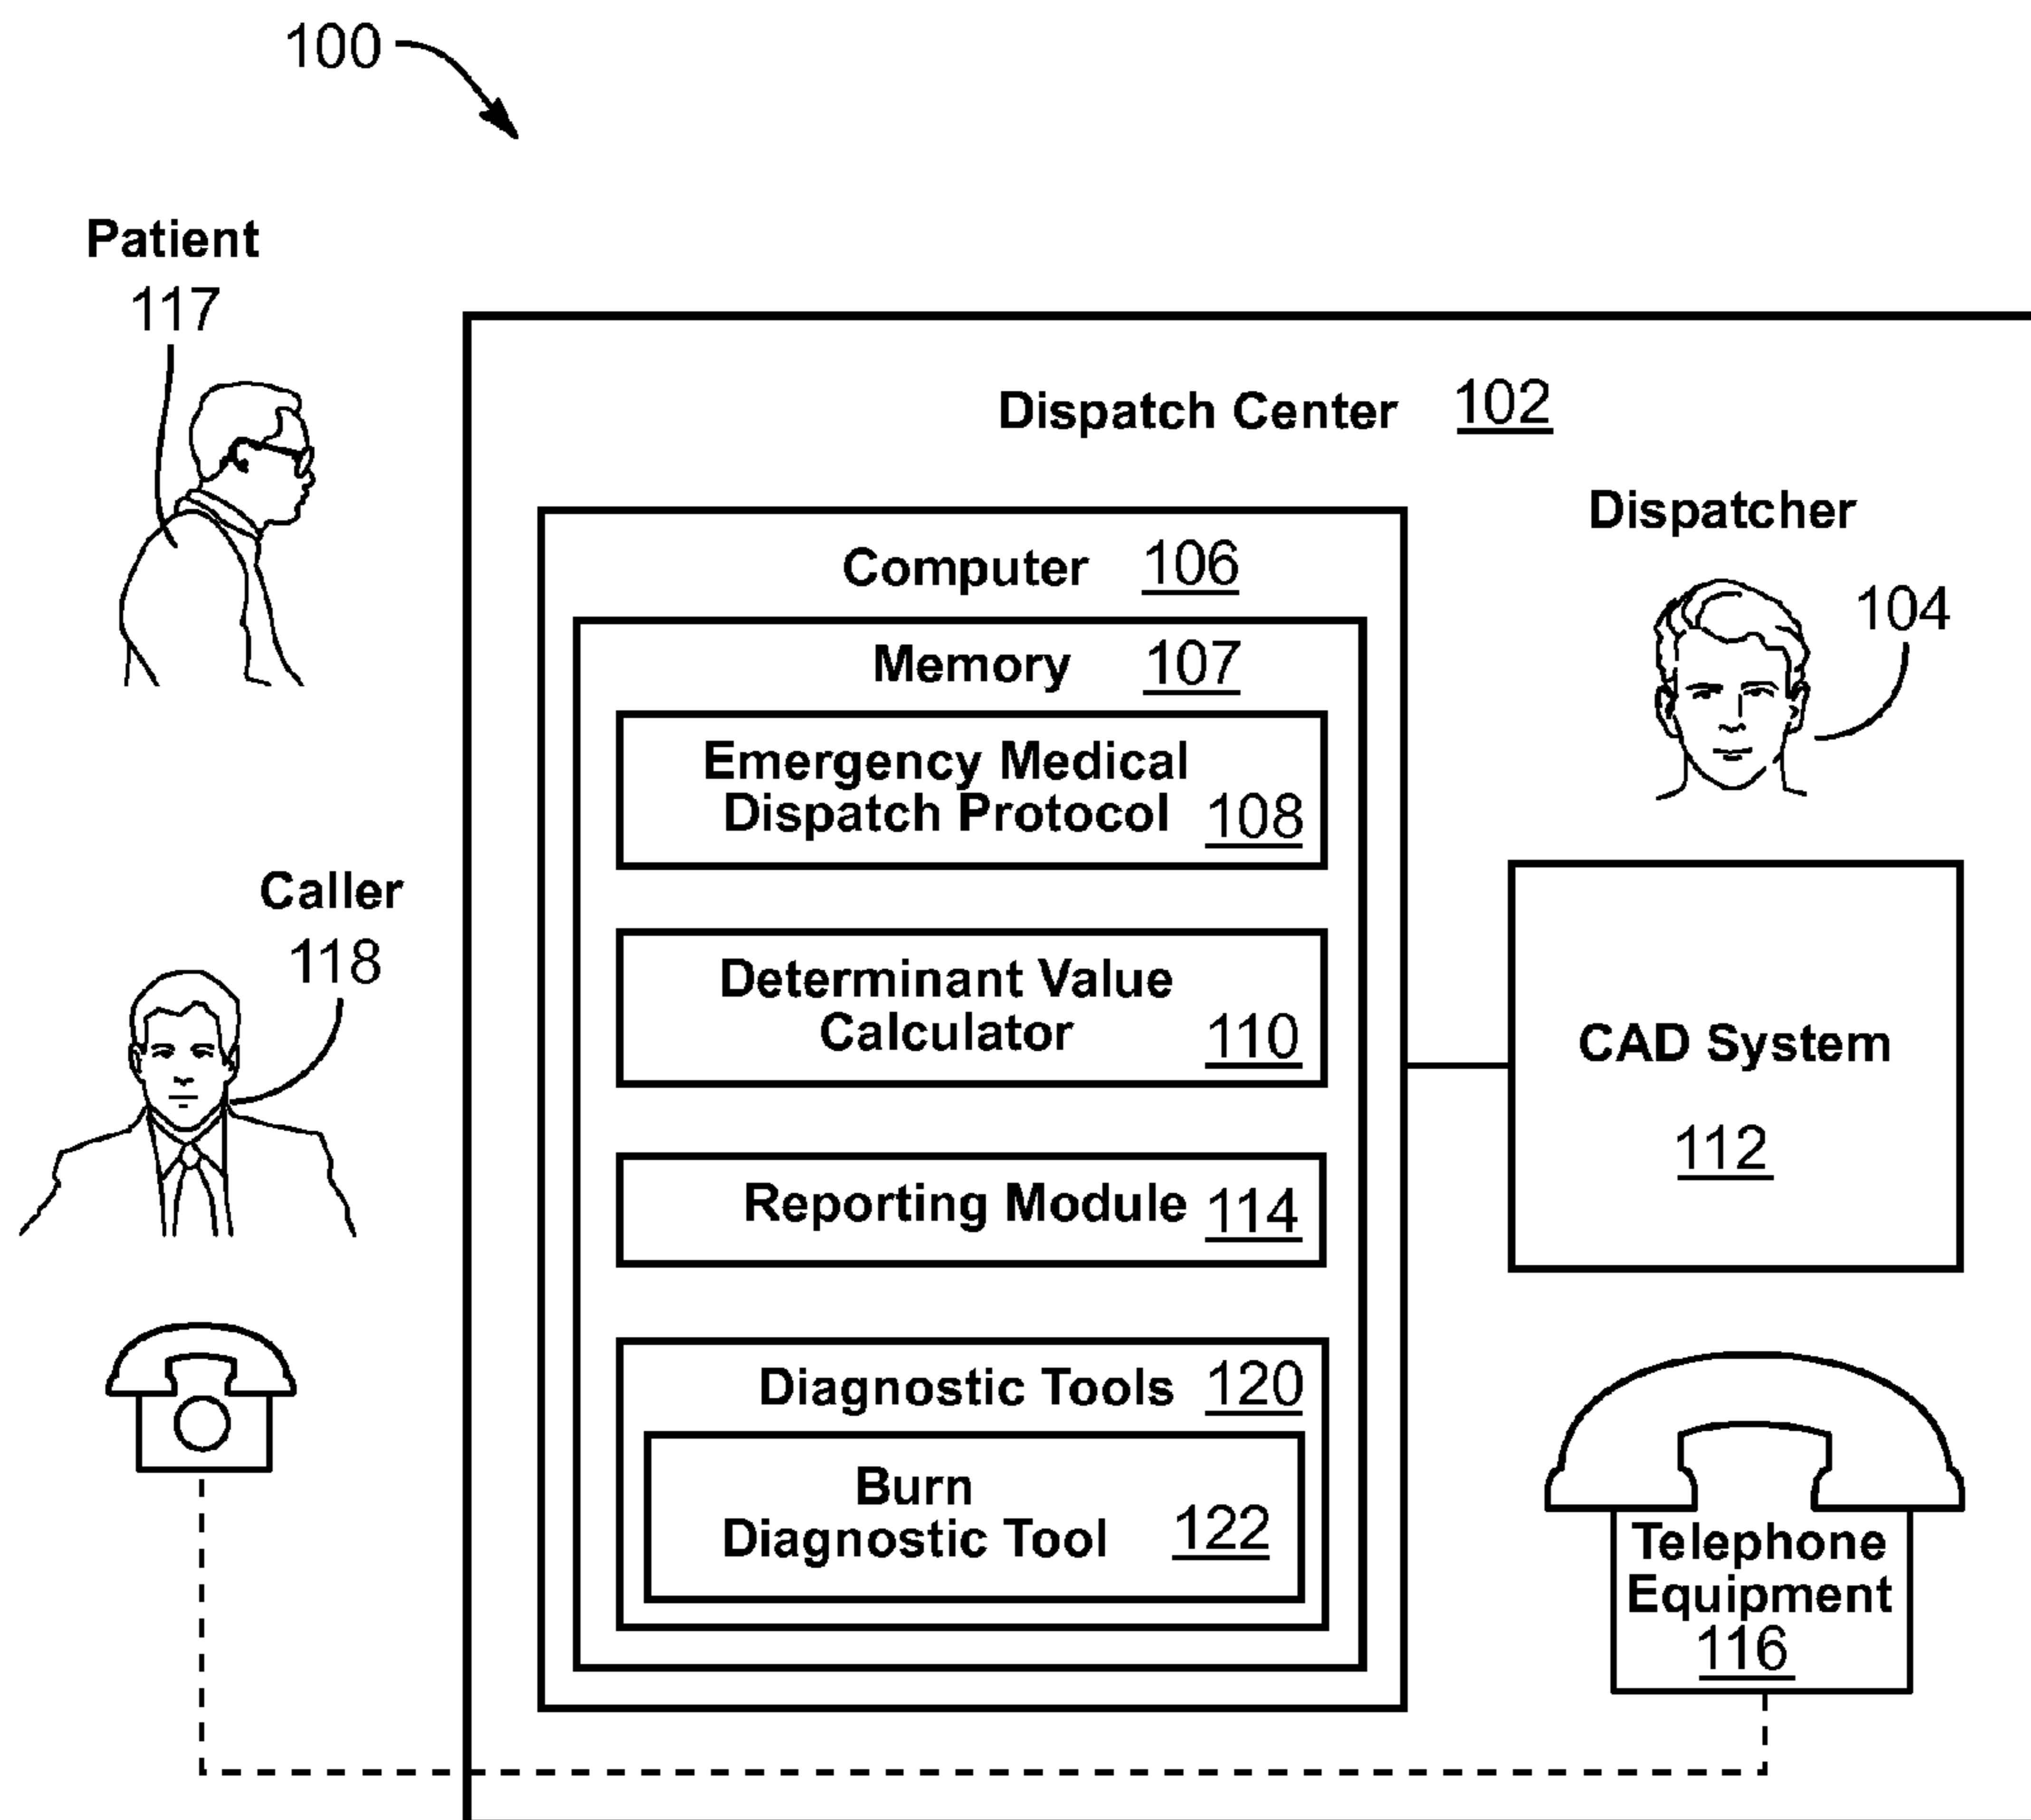 100
Patient
117
Dispatch Center 102
Dispatcher
104
Computer 106
Memory 107
Emergency Medical
Dispatch Protocol 108
Caller
118
Determinant Value
Calculator 110
CAD System
112
Reporting Module 114
Diagnostic Tools 120
Burn
Diagnostic Tool 122
Telephone
Equipment
116